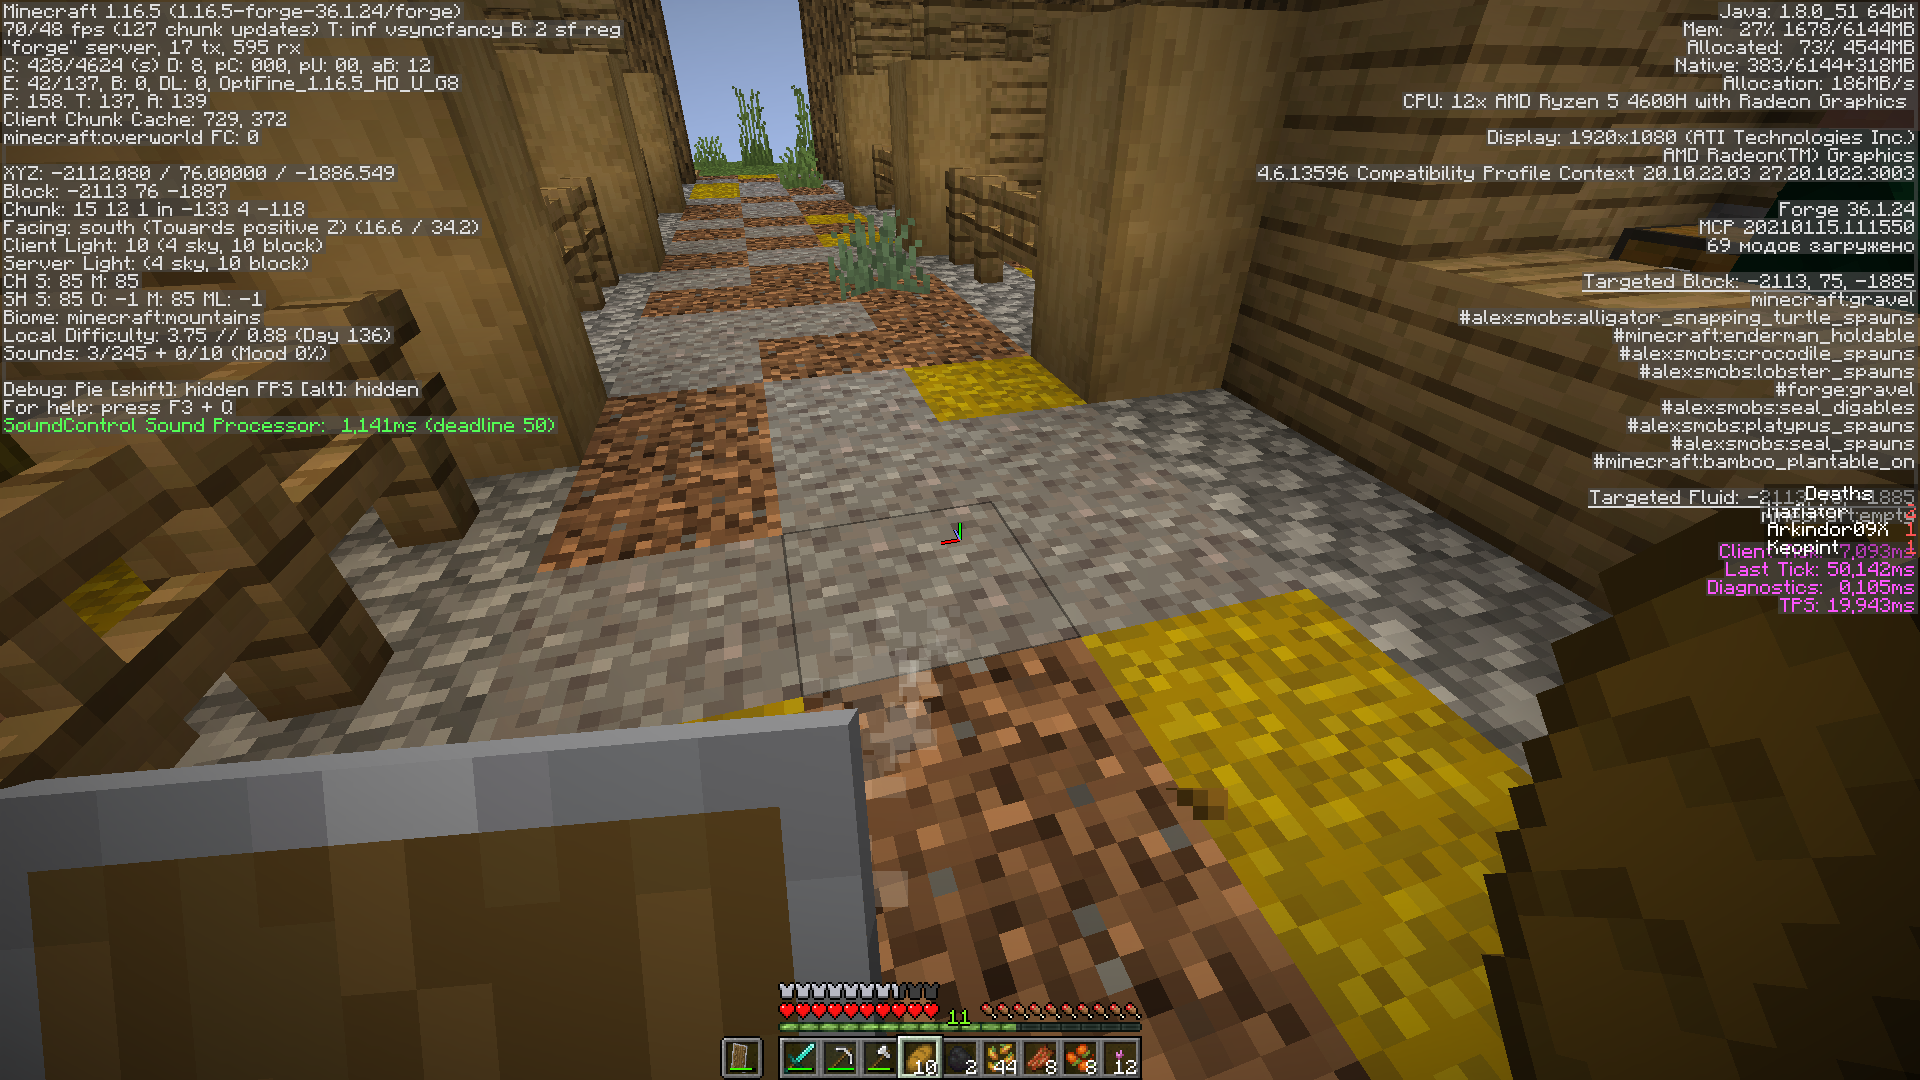 Minecraft 1.16.5 (1.16.5-forge-36.1.24/forge)
70/48 fps (127 chunk updates) T: inf vsyncfancy B: 2 sf reg
"forge" server, 17 tx, 595 rx
C: 428/4624 (s) D: 8, pC: 000, pU: 00, aB: 12
E: 42/137, B: 0, DL: 0, OptiFine_1.16.5_HD_U_G8
P: 158. T: 137, A: 139
Client Chunk Cache: 729, 372
minecraft:overworld FC: 0
XYZ: -2112.080 / 76.00000 / -1886.549
Block: -2113 76 -1887
Chunk: 15 12 1 in -133 4 -118
Facing: south (Towards positive Z) (16.6 / 34.2)
Client Light: 10 (4 sky, 10 block)
Server Light: (4 sky, 10 block)
CH S: 85 M: 85
SH S: 85 O: -1 M: 85 ML: -1
Biome: minecraft:mountains
Local Difficulty: 3.75 // 0.88 (Day 136)
Sounds: 3/245 + 0/10 (Mood 0%)
Debug: Pie [shift]: hidden FPS [alt]: hidden
For help: press F3 + Q
SoundControl Sound Processor:  1,141ms (deadline 50)
Java: 1.8.0_51 64bit
Mem:  27% 1678/6144MB
Allocated:  73% 4544MB
Native: 383/6144+318MB
Allocation: 186MB/s
CPU: 12x AMD Ryzen 5 4600H with Radeon Graphics
Display: 1920x1080 (ATI Technologies Inc.)
AMD Radeon(TM) Graphics
4.6.13596 Compatibility Profile Context 20.10.22.03 27.20.1022.3003
Forge 36.1.24
MCP 20210115.111550
69 модов загружено
Targeted Block: -2113, 75, -1885
minecraft:gravel
#alexsmobs:alligator_snapping_turtle_spawns
#minecraft:enderman_holdable
#alexsmobs:crocodile_spawns
#alexsmobs:lobster_spawns
#forge:gravel
#alexsmobs:seal_digables
#alexsmobs:platypus_spawns
#alexsmobs:seal_spawns
#minecraft:bamboo_plantable_on
Targeted Fluid: -2113 1885
Deaths
Arkindor09X 1
Keopint 1
Client 7,093ms
Last Tick: 50,142ms
Diagnostics:  0,105ms
TPS: 19,943ms
11
10 2 44 8 8 12